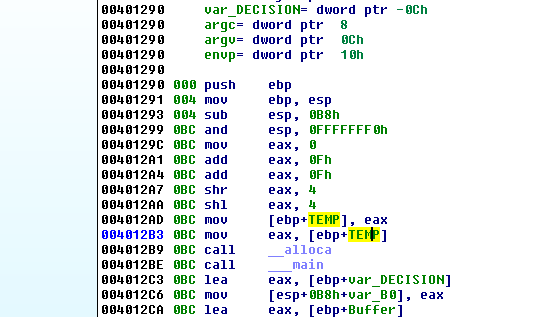 00401290 var_DECISION= dword ptr -0Ch
00401290 argc= dword ptr 8
00401290 argv= dword ptr 0Ch
00401290 envp= dword ptr 10h
00401290
00401290 000 push ebp
00401291 004 mov ebp, esp
00401293 004 sub esp, 0B8h
00401299 0BC and esp, 0FFFFFFF0h
0040129C 0BC mov eax, 0
004012A1 0BC add eax, 0Fh
004012A4 0BC add eax, 0Fh
004012A7 0BC shr eax, 4
004012AA 0BC shl eax, 4
004012AD 0BC mov [ebp+TEMP], eax
004012B3 0BC mov eax, [ebp+TEMP]
004012B9 0BC call __alloca
004012BE 0BC call ___main
004012C3 0BC lea eax, [ebp+var_DECISION]
004012C6 0BC mov [esp+0B8h+var_B0], eax
004012CA 0BC lea eax, [ebp+Buffer]